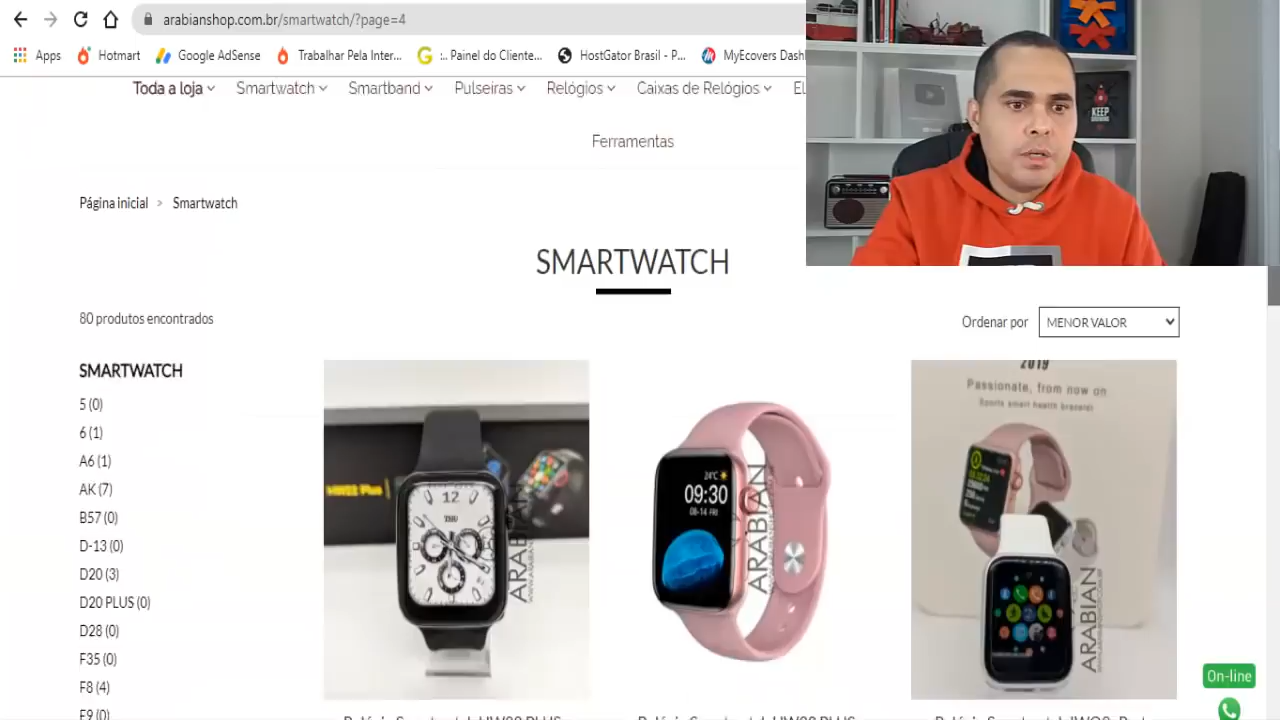 arabianshop.com.br/smartwatch/?page=4
Apps Hotmart Google AdSense Trabalhar Pela Inter... :. Painel do Cliente... HostGator Brasil - P... MyEcovers Dash
Toda a loja Smartwatch Smartband Pulseiras Relógios Caixas de Relógios
Ferramentas
KEEP
Página inicial > Smartwatch
SMARTWATCH
80 produtos encontrados
Ordenar por MENOR VALOR
SMARTWATCH
5 (0)
6 (1)
A6 (1)
AK (7)
B57 (0)
D-13 (0)
D20 (3)
D20 PLUS (0)
D28 (0)
F35 (0)
F8 (4)
F9 (0)
12
ARABIAN
24°C
09:30
08-14 FRI
ARABIAN
2019
Passionate, from now on
Sports smart health bracelet
ARABIAN
On-line